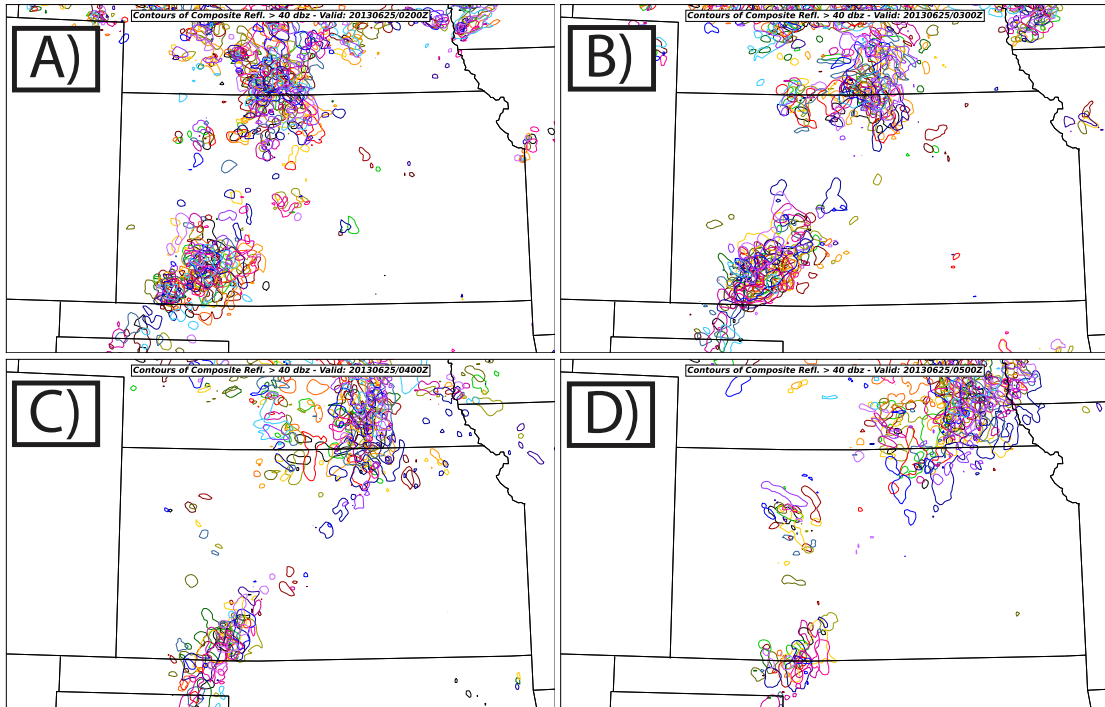 Contours of Composite Refl. > 40 dbz - Valid: 20130625/0200Z
A)
Contours of Composite Refl. > 40 dbz - Valid: 20130625/0300Z
B)
Contours of Composite Refl. > 40 dbz - Valid: 20130625/0400Z
C)
Contours of Composite Refl. > 40 dbz - Valid: 20130625/0500Z
D)